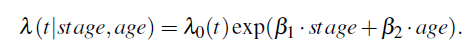 λ(t|stage,age) = λ₀(t)exp(β₁·stage+β₂·age).